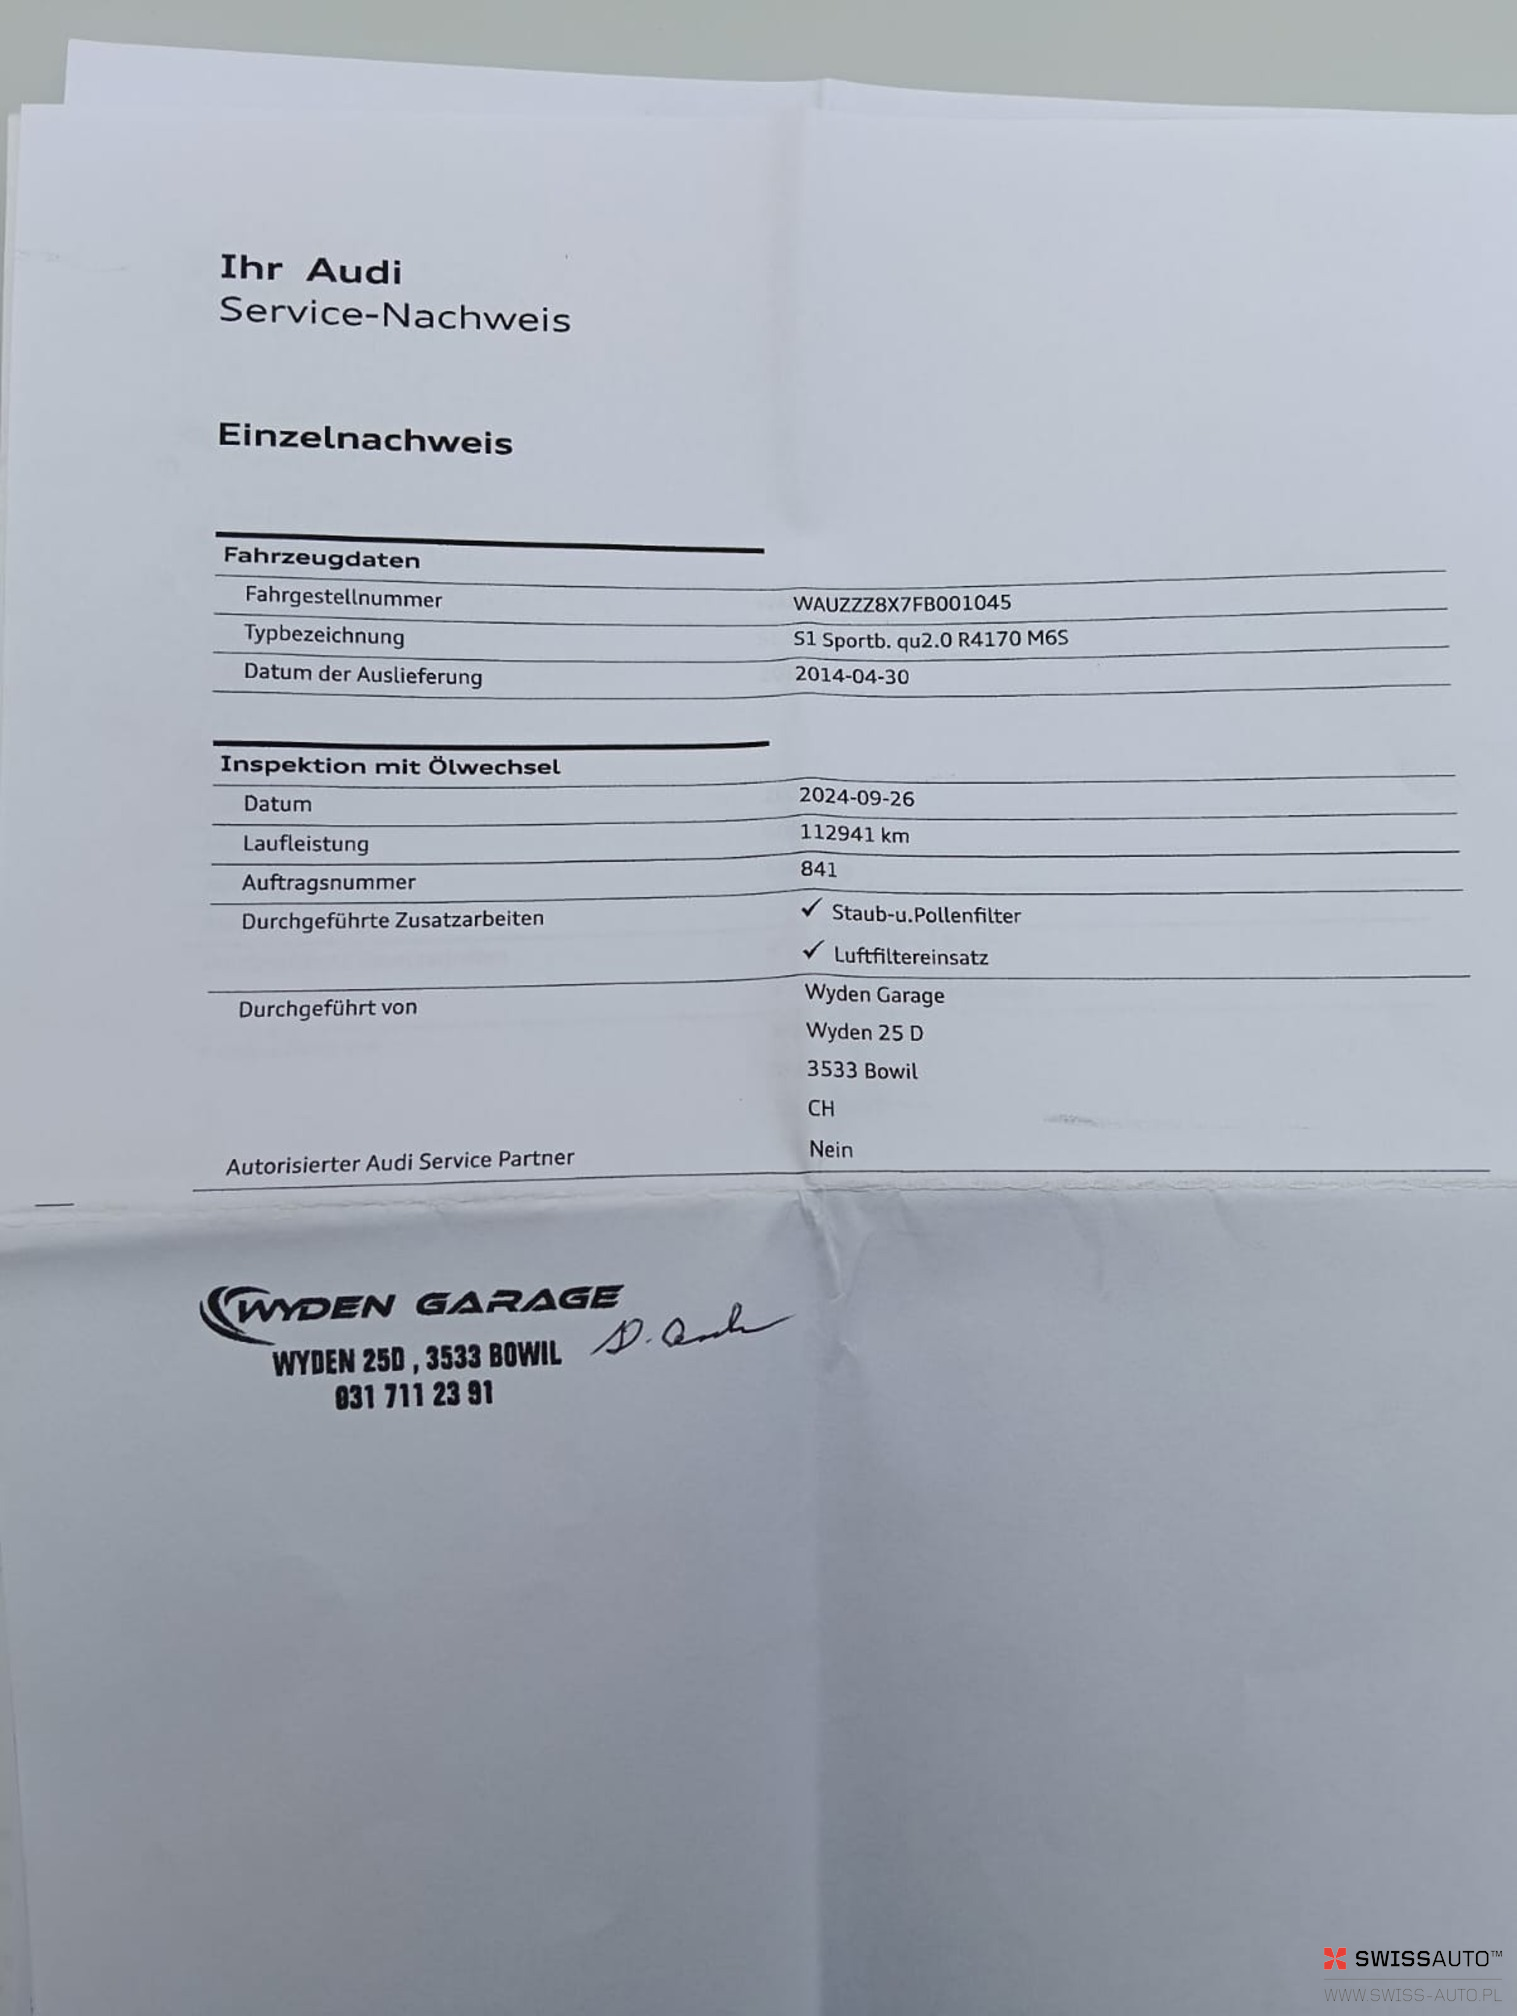 Ihr Audi
Service-Nachweis
Einzelnachweis
Fahrzeugdaten
Fahrgestellnummer WAUZZZ8X7FB001045
Typbezeichnung S1 Sportb. qu2.0 R4170 M6S
Datum der Auslieferung 2014-04-30
Inspektion mit Ölwechsel
Datum 2024-09-26
Laufleistung 112941 km
Auftragsnummer 841
Durchgeführte Zusatzarbeiten ✓ Staub-u.Pollenfilter
✓ Luftfiltereinsatz
Durchgeführt von Wyden Garage
Wyden 25 D
3533 Bowil
CH
Autorisierter Audi Service Partner Nein
WYDEN GARAGE
WYDEN 25D , 3533 BOWIL
031 711 23 91
SWISSAUTO™
WWW.SWISS-AUTO.PL